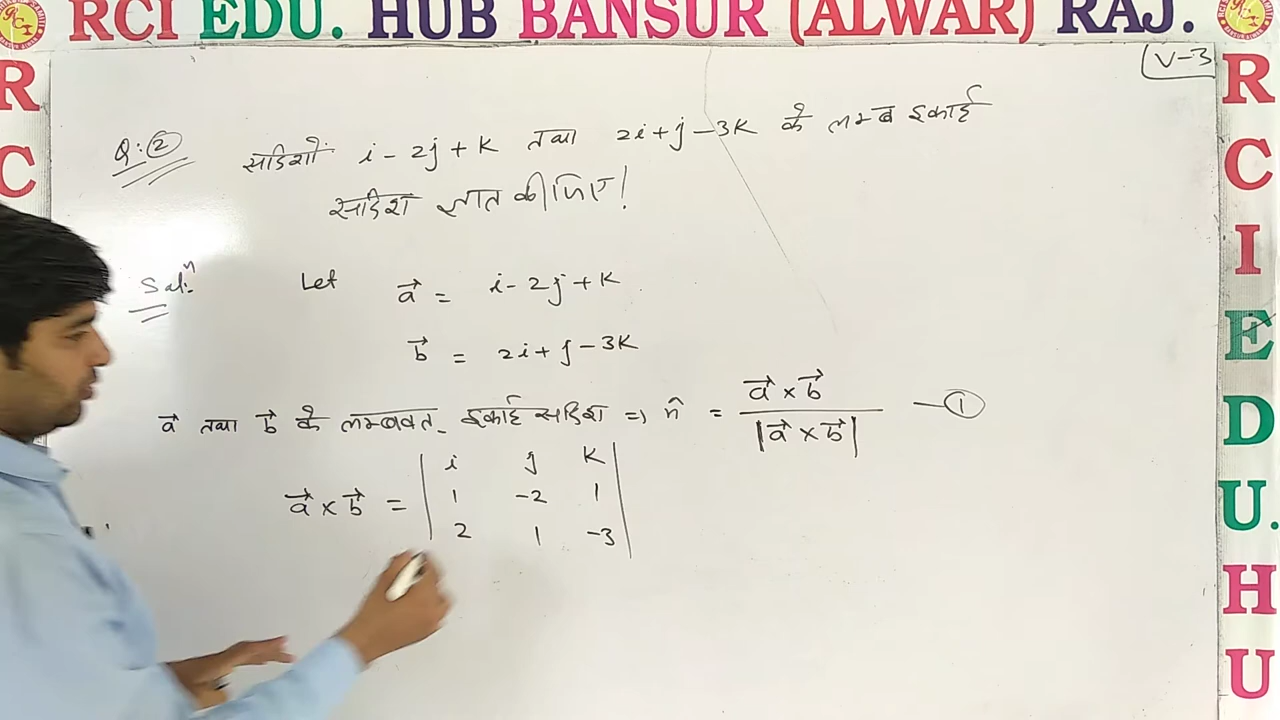 RCI EDU. HUB BANSUR (ALWAR) RAJ.
V-3
Q:② सदिशों i - 2j + k तथा 2i + j - 3k के लम्ब इकाई
सदिश ज्ञात कीजिए!
Solⁿ: Let a⃗ = i - 2j + k
b⃗ = 2i + j - 3k
a⃗ तथा b⃗ के लम्बवत इकाई सदिश => n̂ = a⃗ × b⃗ / |a⃗ × b⃗| — ①
a⃗ × b⃗ = | i j k |
| 1 -2 1 |
| 2 1 -3 |
R
C
R
C
I
E
D
U.
H
U